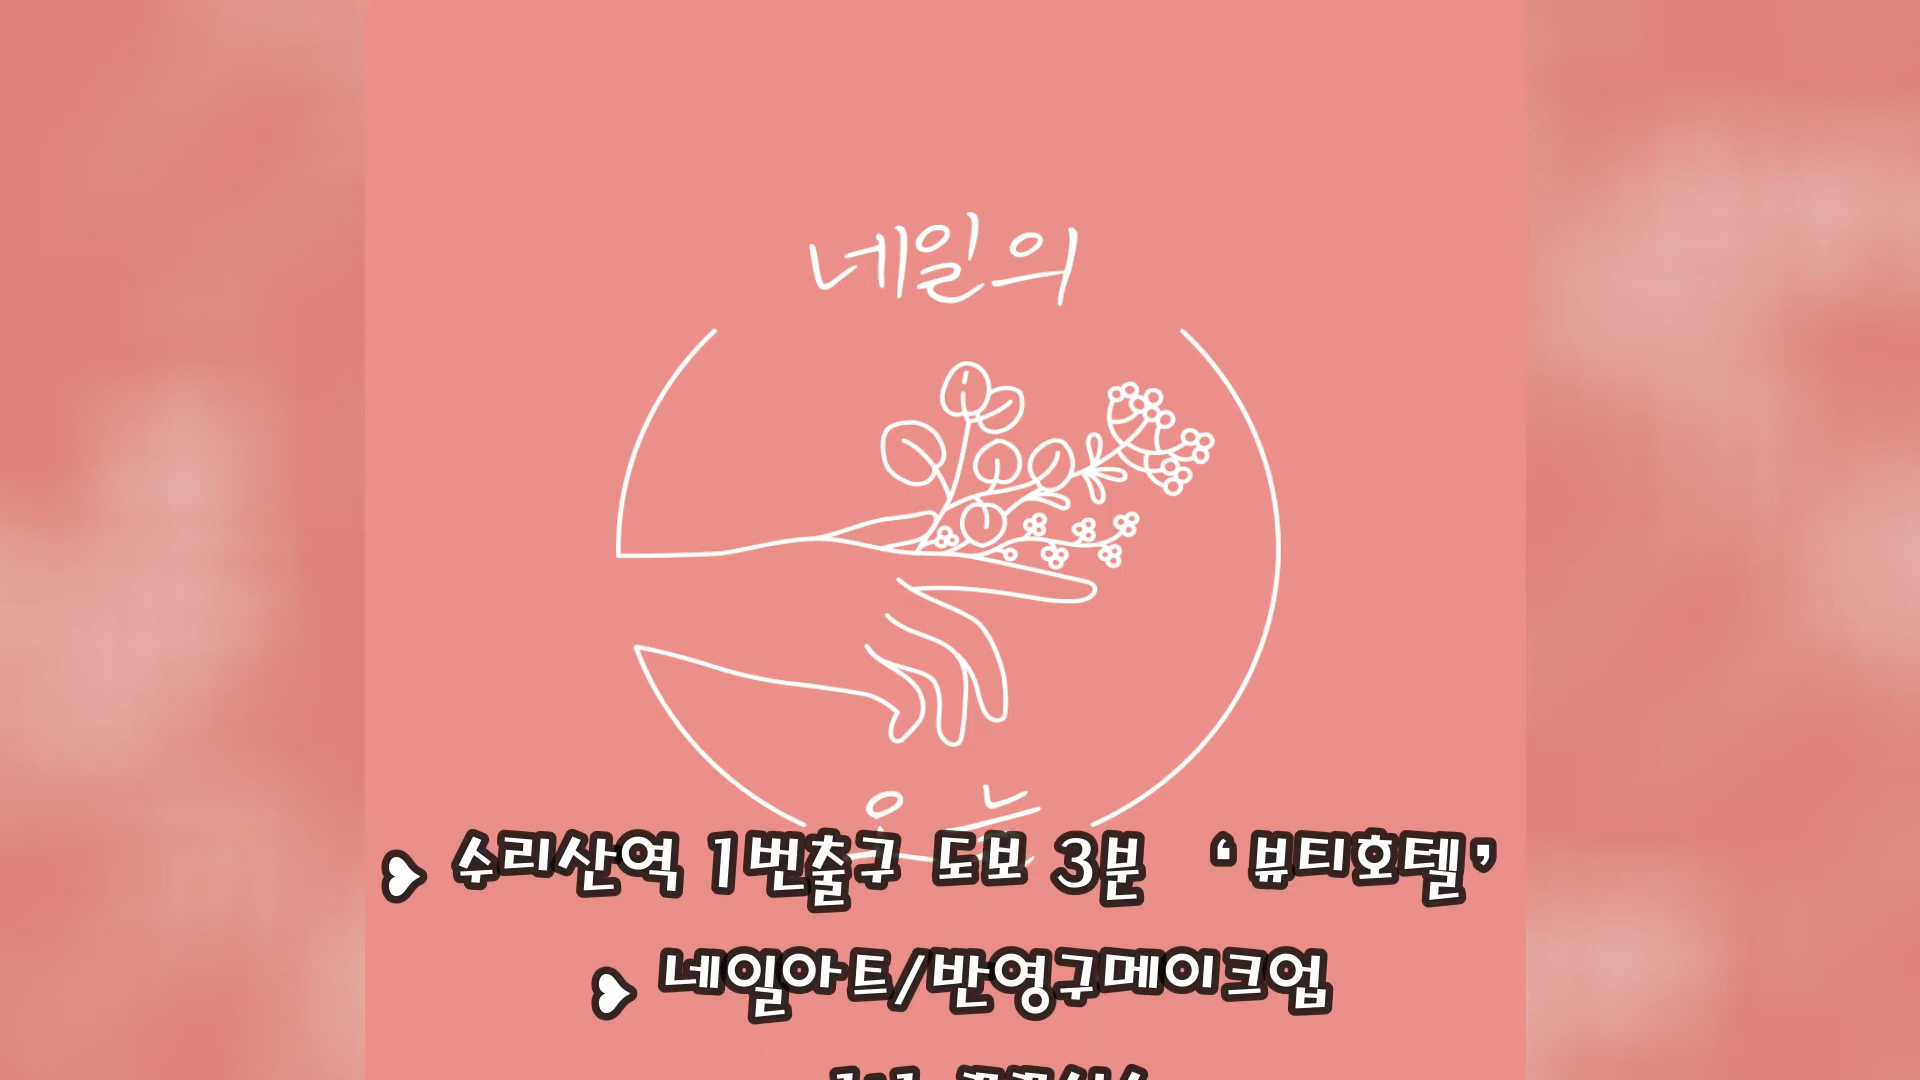 네일의
수리산역 1번출구 도보 3분 ‘뷰티호텔’
네일아트/반영구메이크업